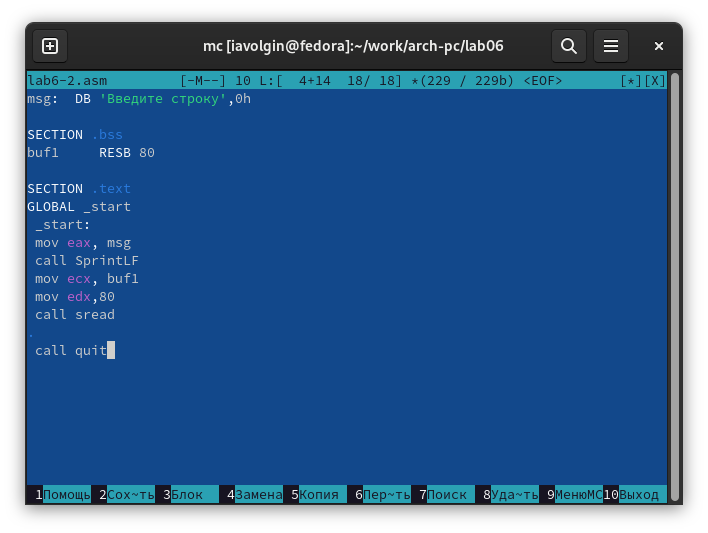 mc [iavolgin@fedora]:~/work/arch-pc/lab06
lab6-2.asm [-M--] 10 L:[ 4+14 18/ 18] *(229 / 229b) <EOF> [*][X]
msg: DB 'Введите строку',0h
SECTION .bss
buf1 RESB 80
SECTION .text
GLOBAL _start
_start:
mov eax, msg
call SprintLF
mov ecx, buf1
mov edx,80
call sread
.
call quit
1Помощь 2Сох~ть 3Блок 4Замена 5Копия 6Пер~ть 7Поиск 8Уда~ть 9МенюМС10Выход